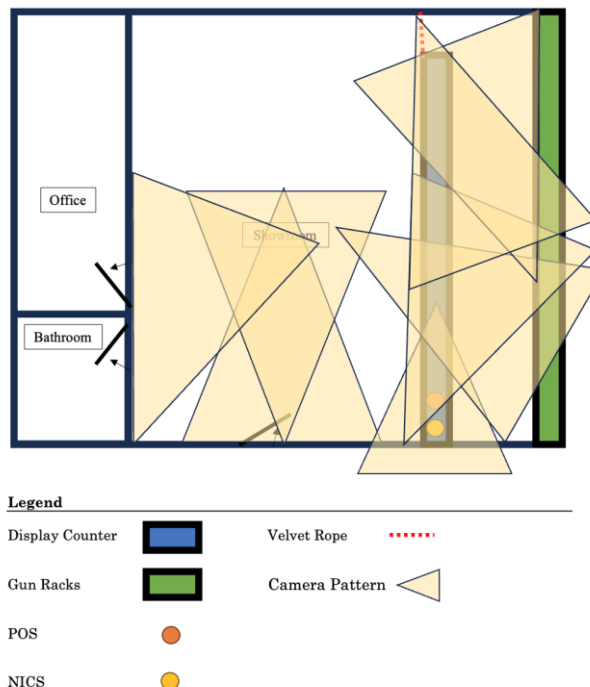 Office
Showroom
Bathroom
Legend
Display Counter
Velvet Rope
Gun Racks
Camera Pattern
POS
NICS